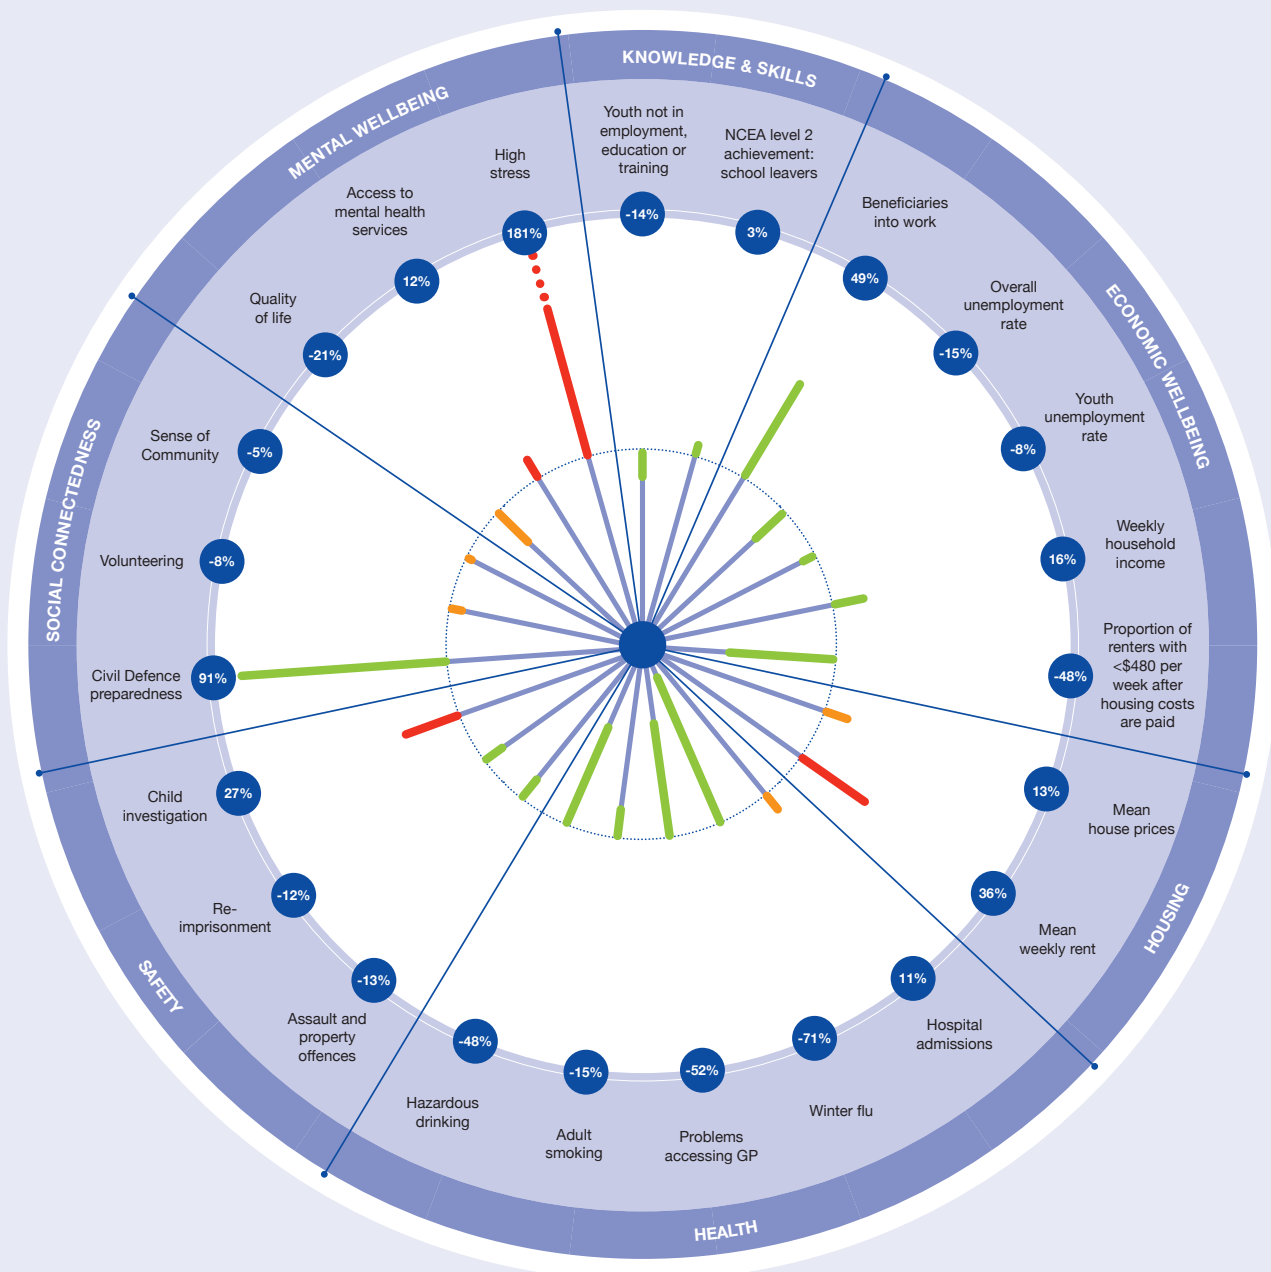 KNOWLEDGE & SKILLS
Youth not in
employment,
education or
training
-14%
NCEA level 2
achievement:
school leavers
3%
ECONOMIC WELLBEING
Beneficiaries
into work
49%
Overall
unemployment
rate
-15%
Youth
unemployment
rate
-8%
Weekly
household
income
16%
Proportion of
renters with
<$480 per
week after
housing costs
are paid
-48%
HOUSING
Mean
house prices
13%
Mean
weekly rent
36%
HEALTH
Hospital
admissions
11%
Winter flu
-71%
Problems
accessing GP
-52%
Adult
smoking
-15%
Hazardous
drinking
-48%
SAFETY
Assault and
property
offences
-13%
Re-
imprisonment
-12%
Child
investigation
27%
SOCIAL CONNECTEDNESS
Civil Defence
preparedness
91%
Volunteering
-8%
Sense of
Community
-5%
MENTAL WELLBEING
Quality
of life
-21%
Access to
mental health
services
12%
High
stress
181%